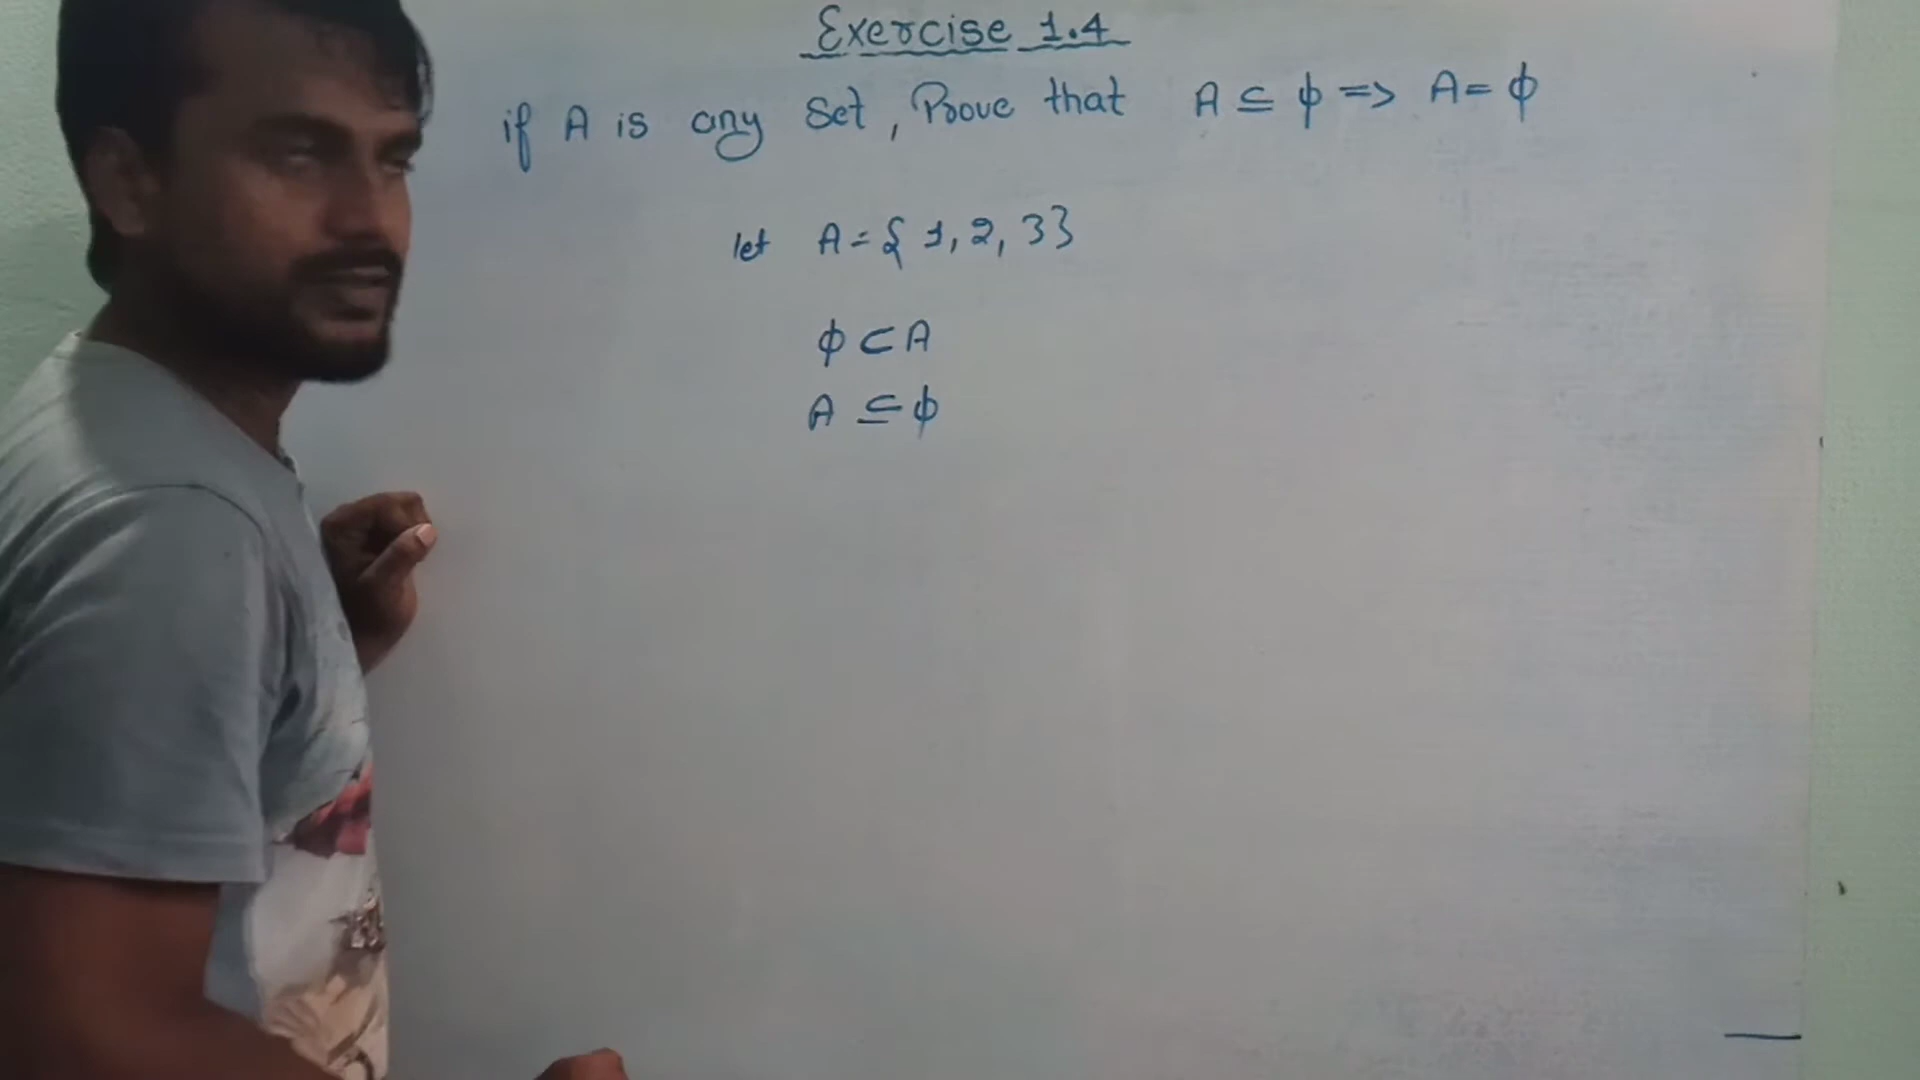 Exercise 1.4
if A is any set, Prove that A ⊆ ϕ => A = ϕ
let A = { 1, 2, 3}
ϕ ⊂ A
A ⊆ ϕ